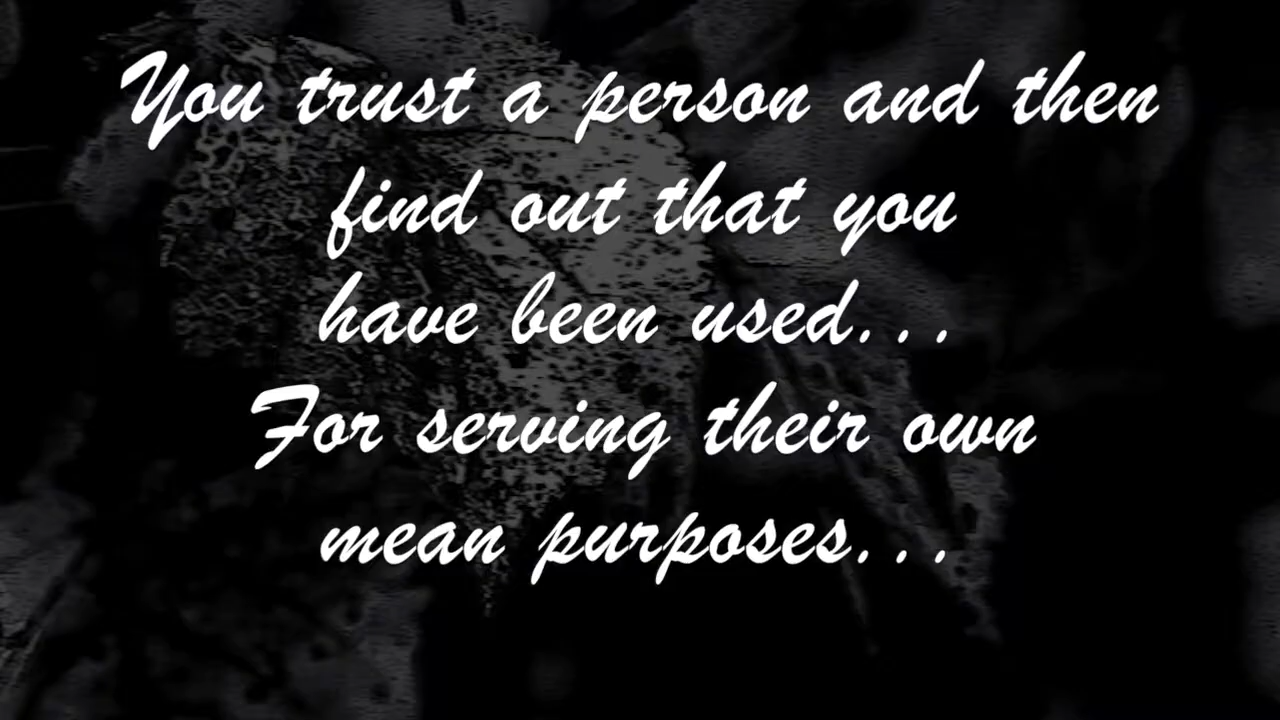 You trust a person and then
find out that you
have been used...
For serving their own
mean purposes...